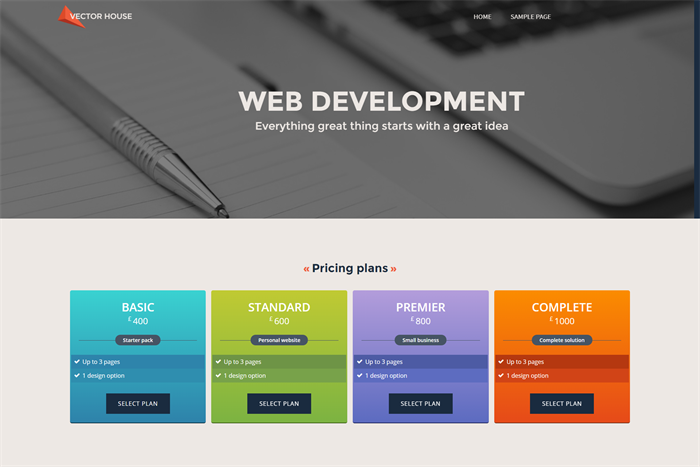 VECTOR HOUSE
HOME SAMPLE PAGE
WEB DEVELOPMENT
Everything great thing starts with a great idea
« Pricing plans »
BASIC
£400
Starter pack
Up to 3 pages
1 design option
SELECT PLAN
STANDARD
£600
Personal website
Up to 3 pages
1 design option
SELECT PLAN
PREMIER
£800
Small business
Up to 3 pages
1 design option
SELECT PLAN
COMPLETE
£1000
Complete solution
Up to 3 pages
1 design option
SELECT PLAN